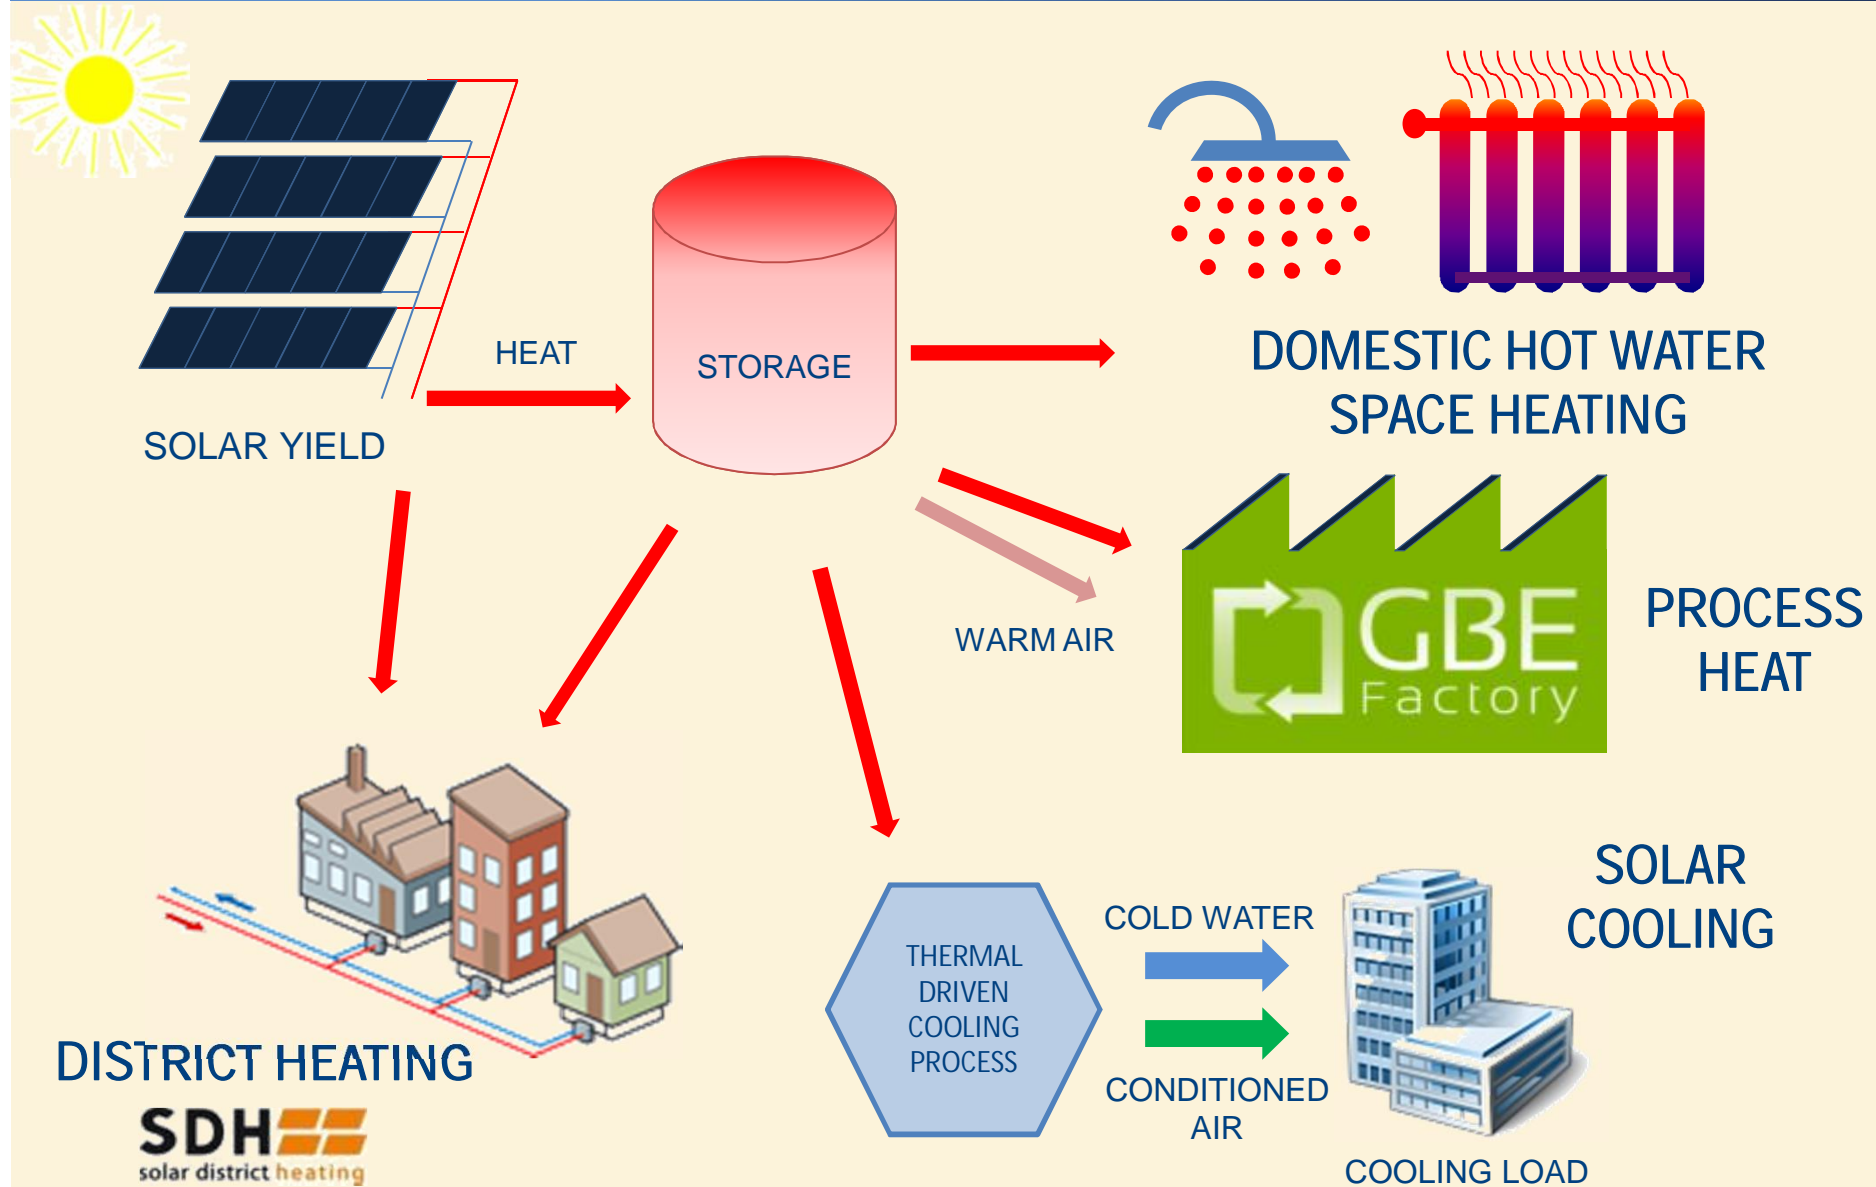 HEAT
STORAGE
SOLAR YIELD
DOMESTIC HOT WATER
SPACE HEATING
WARM AIR
GBE
Factory
PROCESS
HEAT
DISTRICT HEATING
SDH
solar district heating
THERMAL
DRIVEN
COOLING
PROCESS
COLD WATER
CONDITIONED
AIR
SOLAR
COOLING
COOLING LOAD